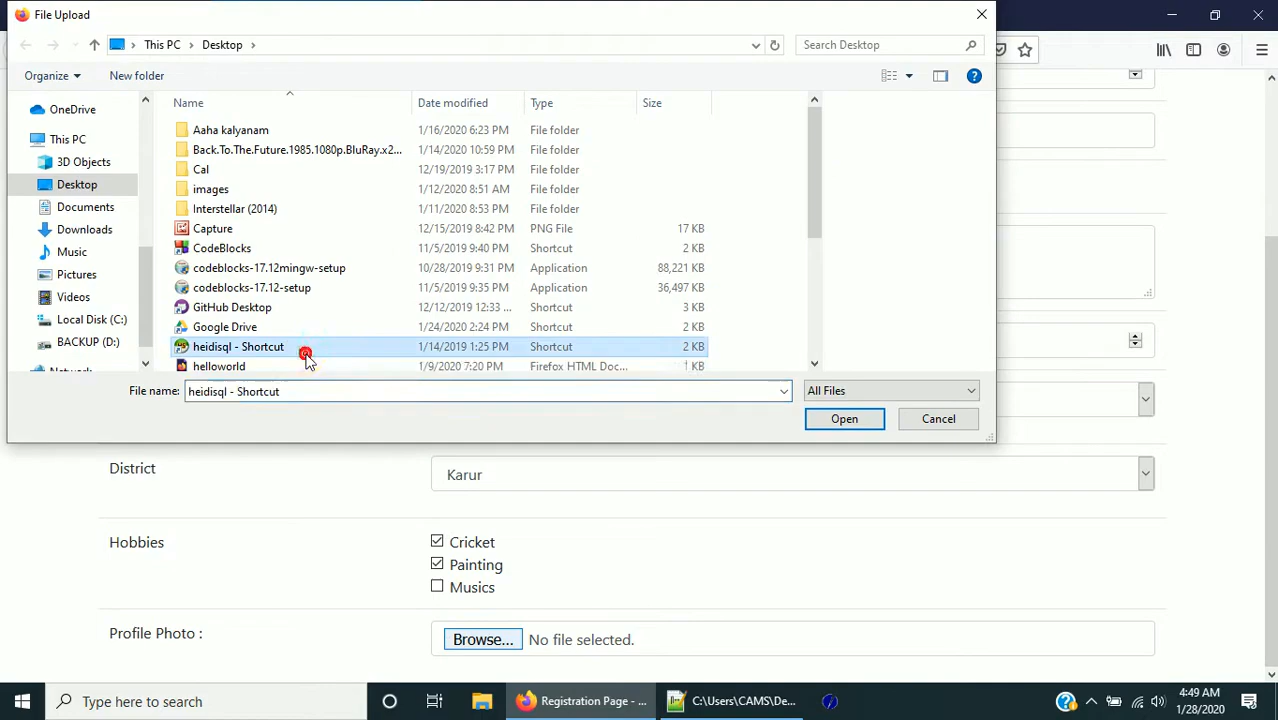 File Upload
This PC > Desktop >
Search Desktop
Organize
New folder
Name Date modified Type Size
OneDrive
This PC
3D Objects
Desktop
Documents
Downloads
Music
Pictures
Videos
Local Disk (C:)
BACKUP (D:)
Aaha kalyanam 1/16/2020 6:23 PM File folder
Back.To.The.Future.1985.1080p.BluRay.x2... 1/14/2020 10:59 PM File folder
Cal 12/19/2019 3:17 PM File folder
images 1/12/2020 8:51 AM File folder
Interstellar (2014) 1/11/2020 8:53 PM File folder
Capture 12/15/2019 8:42 PM PNG File 17 KB
CodeBlocks 11/5/2019 9:40 PM Shortcut 2 KB
codeblocks-17.12mingw-setup 10/28/2019 9:31 PM Application 88,221 KB
codeblocks-17.12-setup 11/5/2019 9:35 PM Application 36,497 KB
GitHub Desktop 12/12/2019 12:33 ... Shortcut 3 KB
Google Drive 1/24/2020 2:24 PM Shortcut 2 KB
heidisql - Shortcut 1/14/2019 1:25 PM Shortcut 2 KB
helloworld 1/9/2020 7:20 PM Firefox HTML Doc... 1 KB
File name: heidisql - Shortcut
All Files
Open
Cancel
District
Karur
Hobbies
Cricket
Painting
Musics
Profile Photo :
Browse... No file selected.
Type here to search
Registration Page - ...
C:\Users\CAMS\De...
4:49 AM
1/28/2020